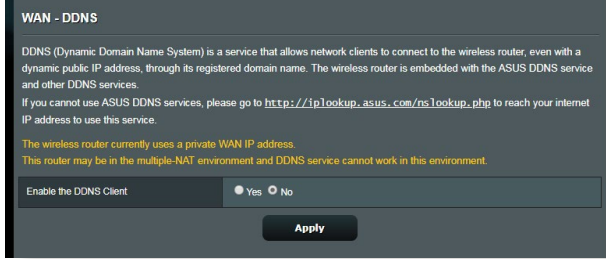 WAN - DDNS
DDNS (Dynamic Domain Name System) is a service that allows network clients to connect to the wireless router, even with a
dynamic public IP address, through its registered domain name. The wireless router is embedded with the ASUS DDNS service
and other DDNS services.
If you cannot use ASUS DDNS services, please go to http://iplookup.asus.com/nslookup.php to reach your internet
IP address to use this service.
The wireless router currently uses a private WAN IP address.
This router may be in the multiple-NAT environment and DDNS service cannot work in this environment.
Enable the DDNS Client Yes No
Apply